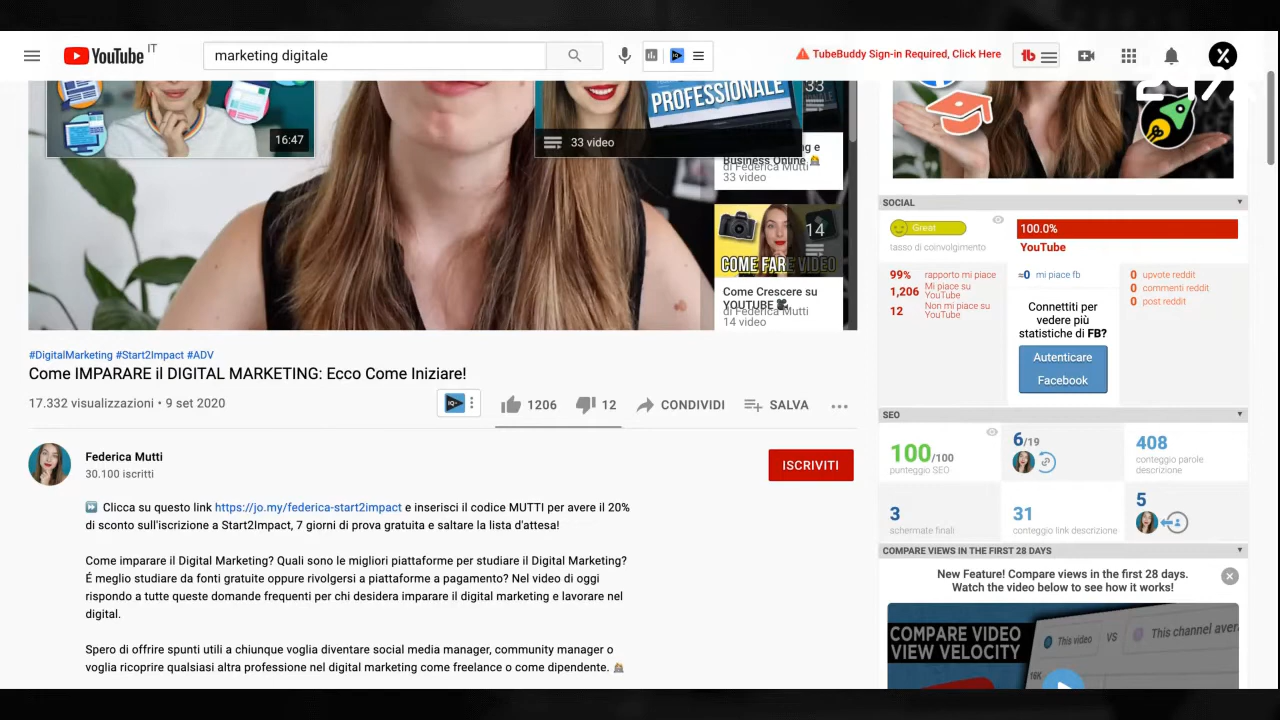 YouTube IT
marketing digitale
TubeBuddy Sign-in Required, Click Here
16:47
33 video
PROFESSIONALE
33
Business Online
di Federica Mutti
33 video
14
COME FARE VIDEO
Come Crescere su
YOUTUBE
di Federica Mutti
14 video
#DigitalMarketing #Start2Impact #ADV
Come IMPARARE il DIGITAL MARKETING: Ecco Come Iniziare!
17.332 visualizzazioni • 9 set 2020
1206
12
CONDIVIDI
SALVA
Federica Mutti
30.100 iscritti
ISCRIVITI
Clicca su questo link https://jo.my/federica-start2impact e inserisci il codice MUTTI per avere il 20%
di sconto sull'iscrizione a Start2Impact, 7 giorni di prova gratuita e saltare la lista d'attesa!
Come imparare il Digital Marketing? Quali sono le migliori piattaforme per studiare il Digital Marketing?
É meglio studiare da fonti gratuite oppure rivolgersi a piattaforme a pagamento? Nel video di oggi
rispondo a tutte queste domande frequenti per chi desidera imparare il digital marketing e lavorare nel
digital.
Spero di offrire spunti utili a chiunque voglia diventare social media manager, community manager o
voglia ricoprire qualsiasi altra professione nel digital marketing come freelance o come dipendente.
SOCIAL
Great
tasso di coinvolgimento
100.0%
YouTube
99% rapporto mi piace
1,206 Mi piace su
YouTube
12 Non mi piace su
YouTube
≈0 mi piace fb
Connettiti per
vedere più
statistiche di FB?
Autenticare
Facebook
0 upvote reddit
0 commenti reddit
0 post reddit
SEO
100/100
punteggio SEO
6/19
408
conteggio parole
descrizione
3
schermate finali
31
conteggio link descrizione
5
COMPARE VIEWS IN THE FIRST 28 DAYS
New Feature! Compare views in the first 28 days.
Watch the video below to see how it works!
COMPARE VIDEO
VIEW VELOCITY
This video
VS
16K